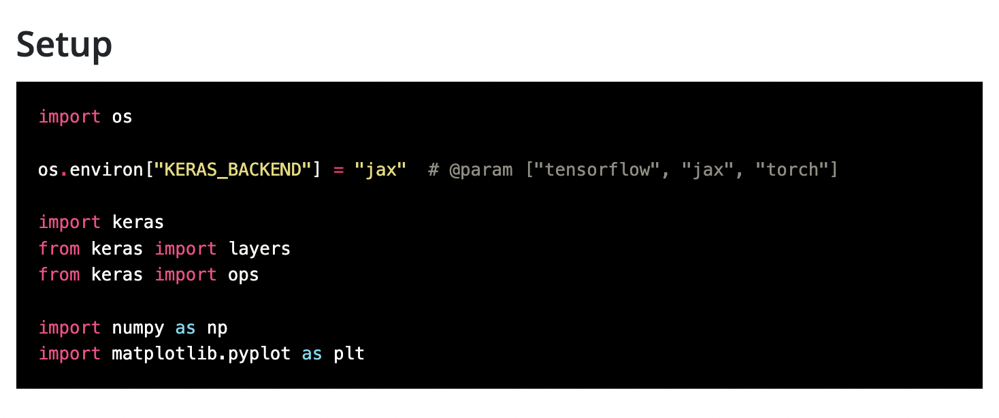 Setup
import os
os.environ["KERAS_BACKEND"] = "jax"  # @param ["tensorflow", "jax", "torch"]
import keras
from keras import layers
from keras import ops
import numpy as np
import matplotlib.pyplot as plt